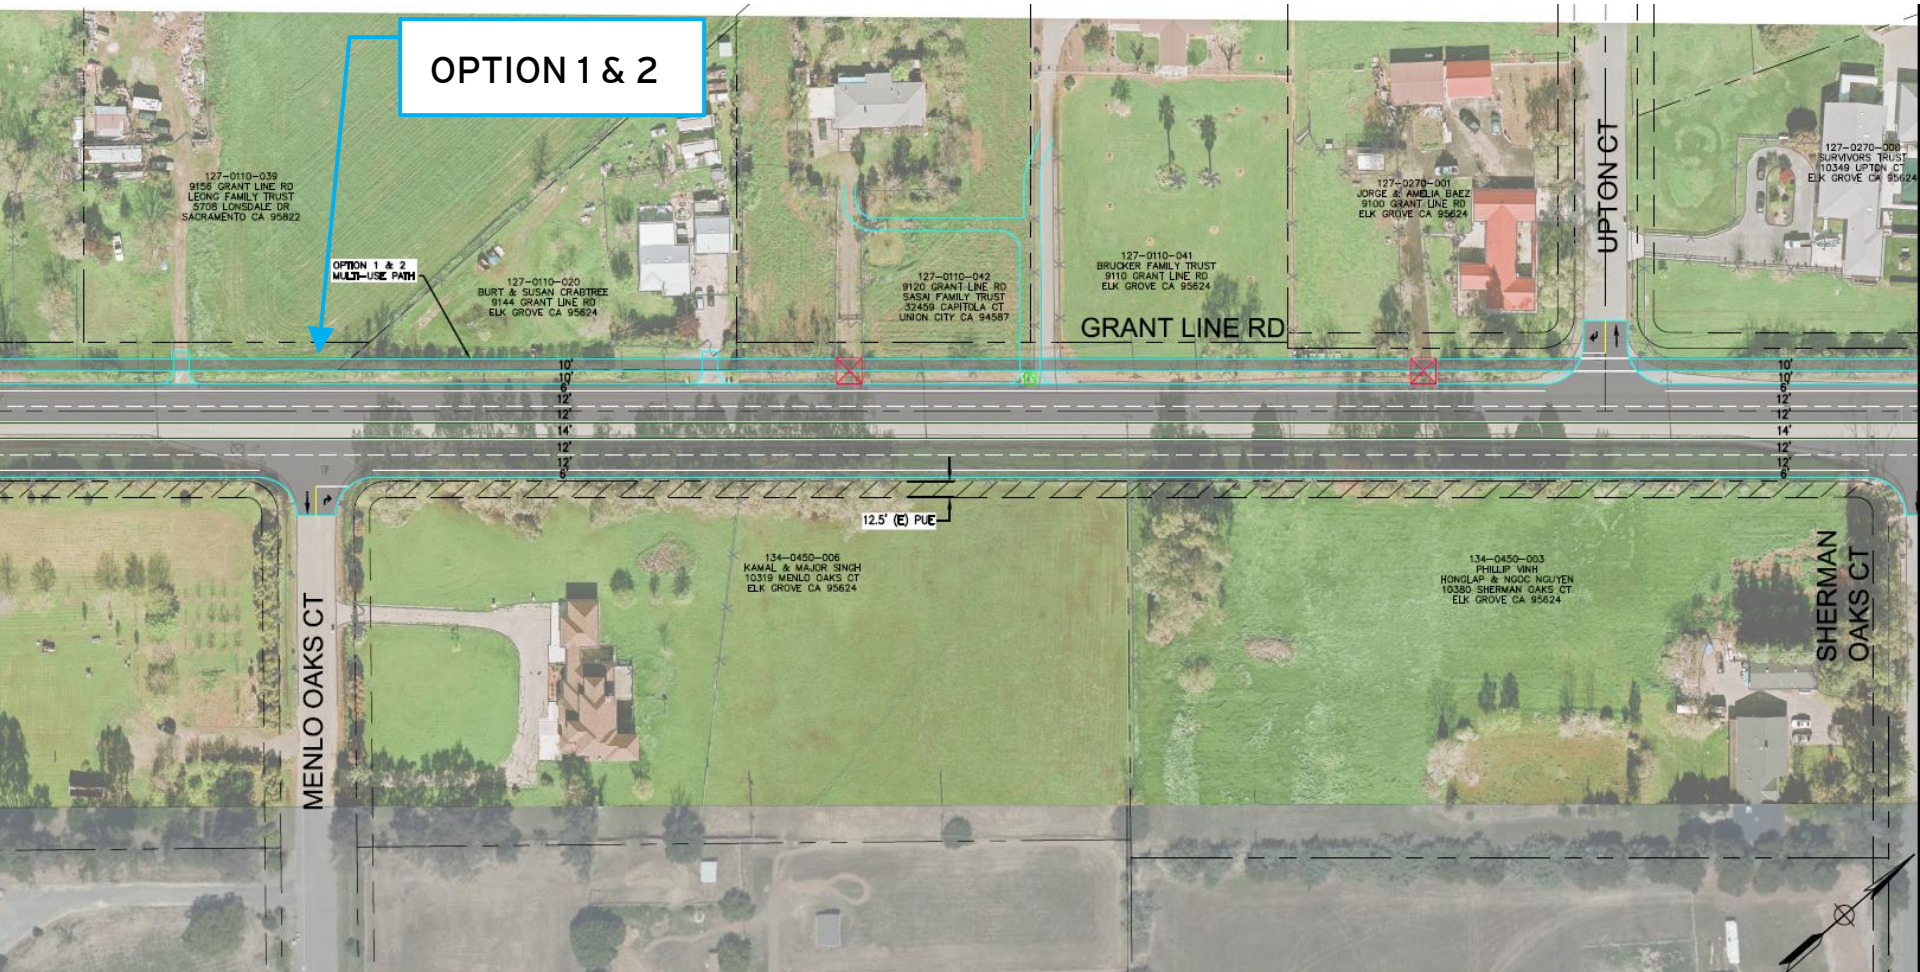 OPTION 1 & 2
127-0110-039
9156 GRANT LINE RD
LEONG FAMILY TRUST
5708 LONSDALE DR
SACRAMENTO CA 95822
OPTION 1 & 2
MULTI-USE PATH
127-0110-020
BURT & SUSAN CRABTREE
9144 GRANT LINE RD
ELK GROVE CA 95624
127-0110-042
9120 GRANT LINE RD
SASAI FAMILY TRUST
32459 CAPITOLA CT
UNION CITY CA 94587
127-0110-041
BRUCKER FAMILY TRUST
9110 GRANT LINE RD
ELK GROVE CA 95624
127-0270-001
JORGE & AMELIA BAEZ
9100 GRANT LINE RD
ELK GROVE CA 95624
UPTON CT
127-0270-008
SURVIVORS TRUST
10349 UPTON CT
ELK GROVE CA 95624
GRANT LINE RD
10'
10'
6'
12'
12'
14'
12'
12'
6'
10'
10'
6'
12'
12'
14'
12'
12'
6'
12.5' (E) PUE
MENLO OAKS CT
134-0450-006
KAMAL & MAJOR SINGH
10319 MENLO OAKS CT
ELK GROVE CA 95624
134-0450-003
PHILLIP VINH
HONGLAP & NGOC NGUYEN
10380 SHERMAN OAKS CT
ELK GROVE CA 95624
SHERMAN
OAKS CT